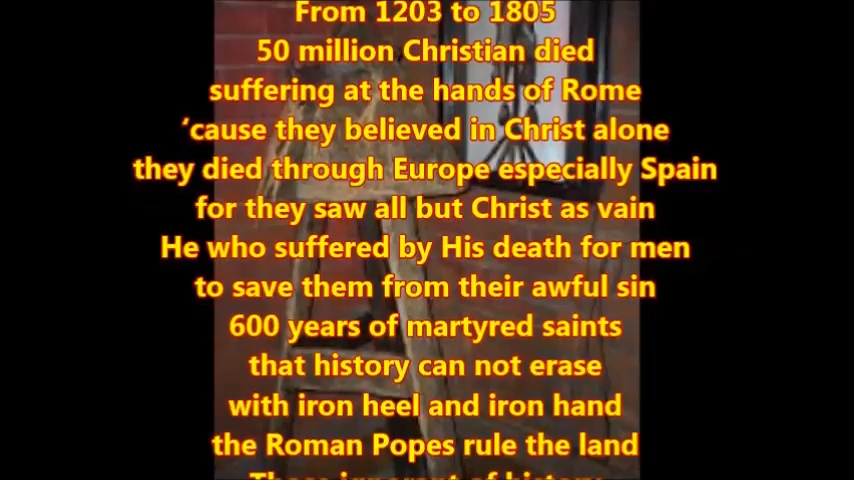 From 1203 to 1805
50 million Christian died
suffering at the hands of Rome
‘cause they believed in Christ alone
they died through Europe especially Spain
for they saw all but Christ as vain
He who suffered by His death for men
to save them from their awful sin
600 years of martyred saints
that history can not erase
with iron heel and iron hand
the Roman Popes rule the land